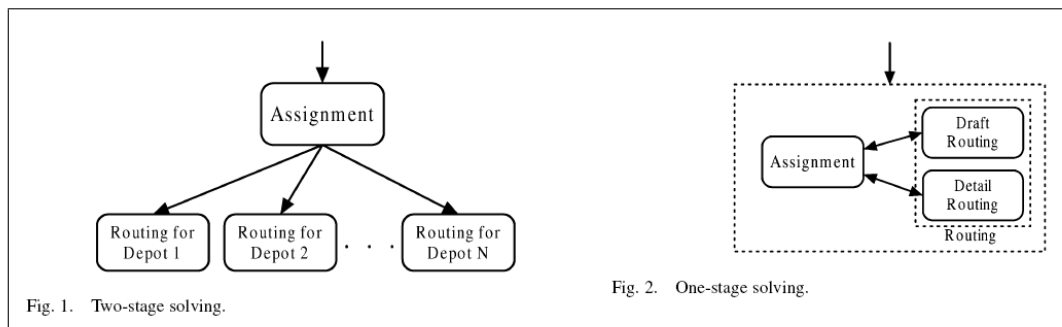 Assignment
Routing for
Depot 1
Routing for
Depot 2
. . .
Routing for
Depot N
Fig. 1. Two-stage solving.
Assignment
Draft
Routing
Detail
Routing
Routing
Fig. 2. One-stage solving.